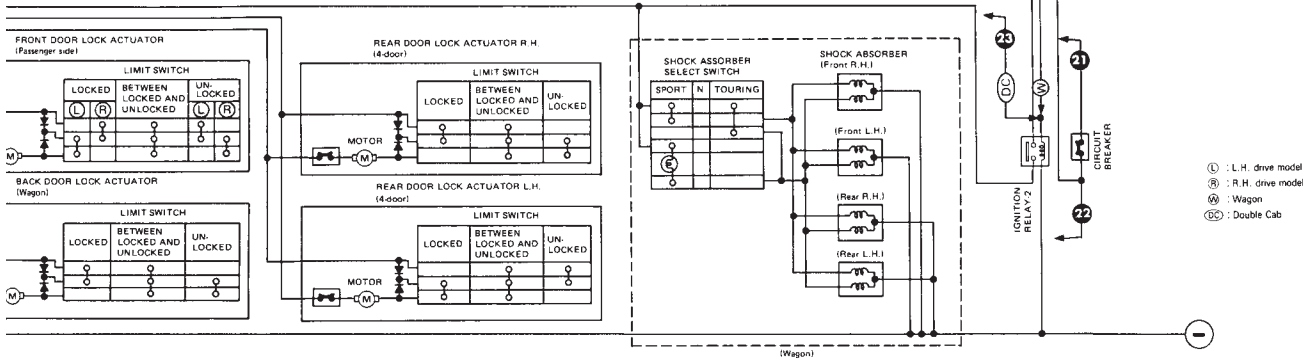 FRONT DOOR LOCK ACTUATOR
(Passenger side)
LIMIT SWITCH
LOCKED
BETWEEN
LOCKED AND
UNLOCKED
UN-
LOCKED
L R L R
M
BACK DOOR LOCK ACTUATOR
(Wagon)
LIMIT SWITCH
LOCKED
BETWEEN
LOCKED AND
UNLOCKED
UN-
LOCKED
M
REAR DOOR LOCK ACTUATOR R.H.
(4-door)
LIMIT SWITCH
LOCKED
BETWEEN
LOCKED AND
UNLOCKED
UN-
LOCKED
MOTOR
M
REAR DOOR LOCK ACTUATOR L.H.
(4-door)
LIMIT SWITCH
LOCKED
BETWEEN
LOCKED AND
UNLOCKED
UN-
LOCKED
MOTOR
M
SHOCK ASSORBER
SELECT SWITCH
SPORT N TOURING
SHOCK ABSORBER
(Front R.H.)
(Front L.H.)
(Rear R.H.)
(Rear L.H.)
(Wagon)
23
DC
W
21
CIRCUIT
BREAKER
IGNITION
RELAY-2
22
L : L.H. drive model
R : R.H. drive model
W : Wagon
DC : Double Cab
−